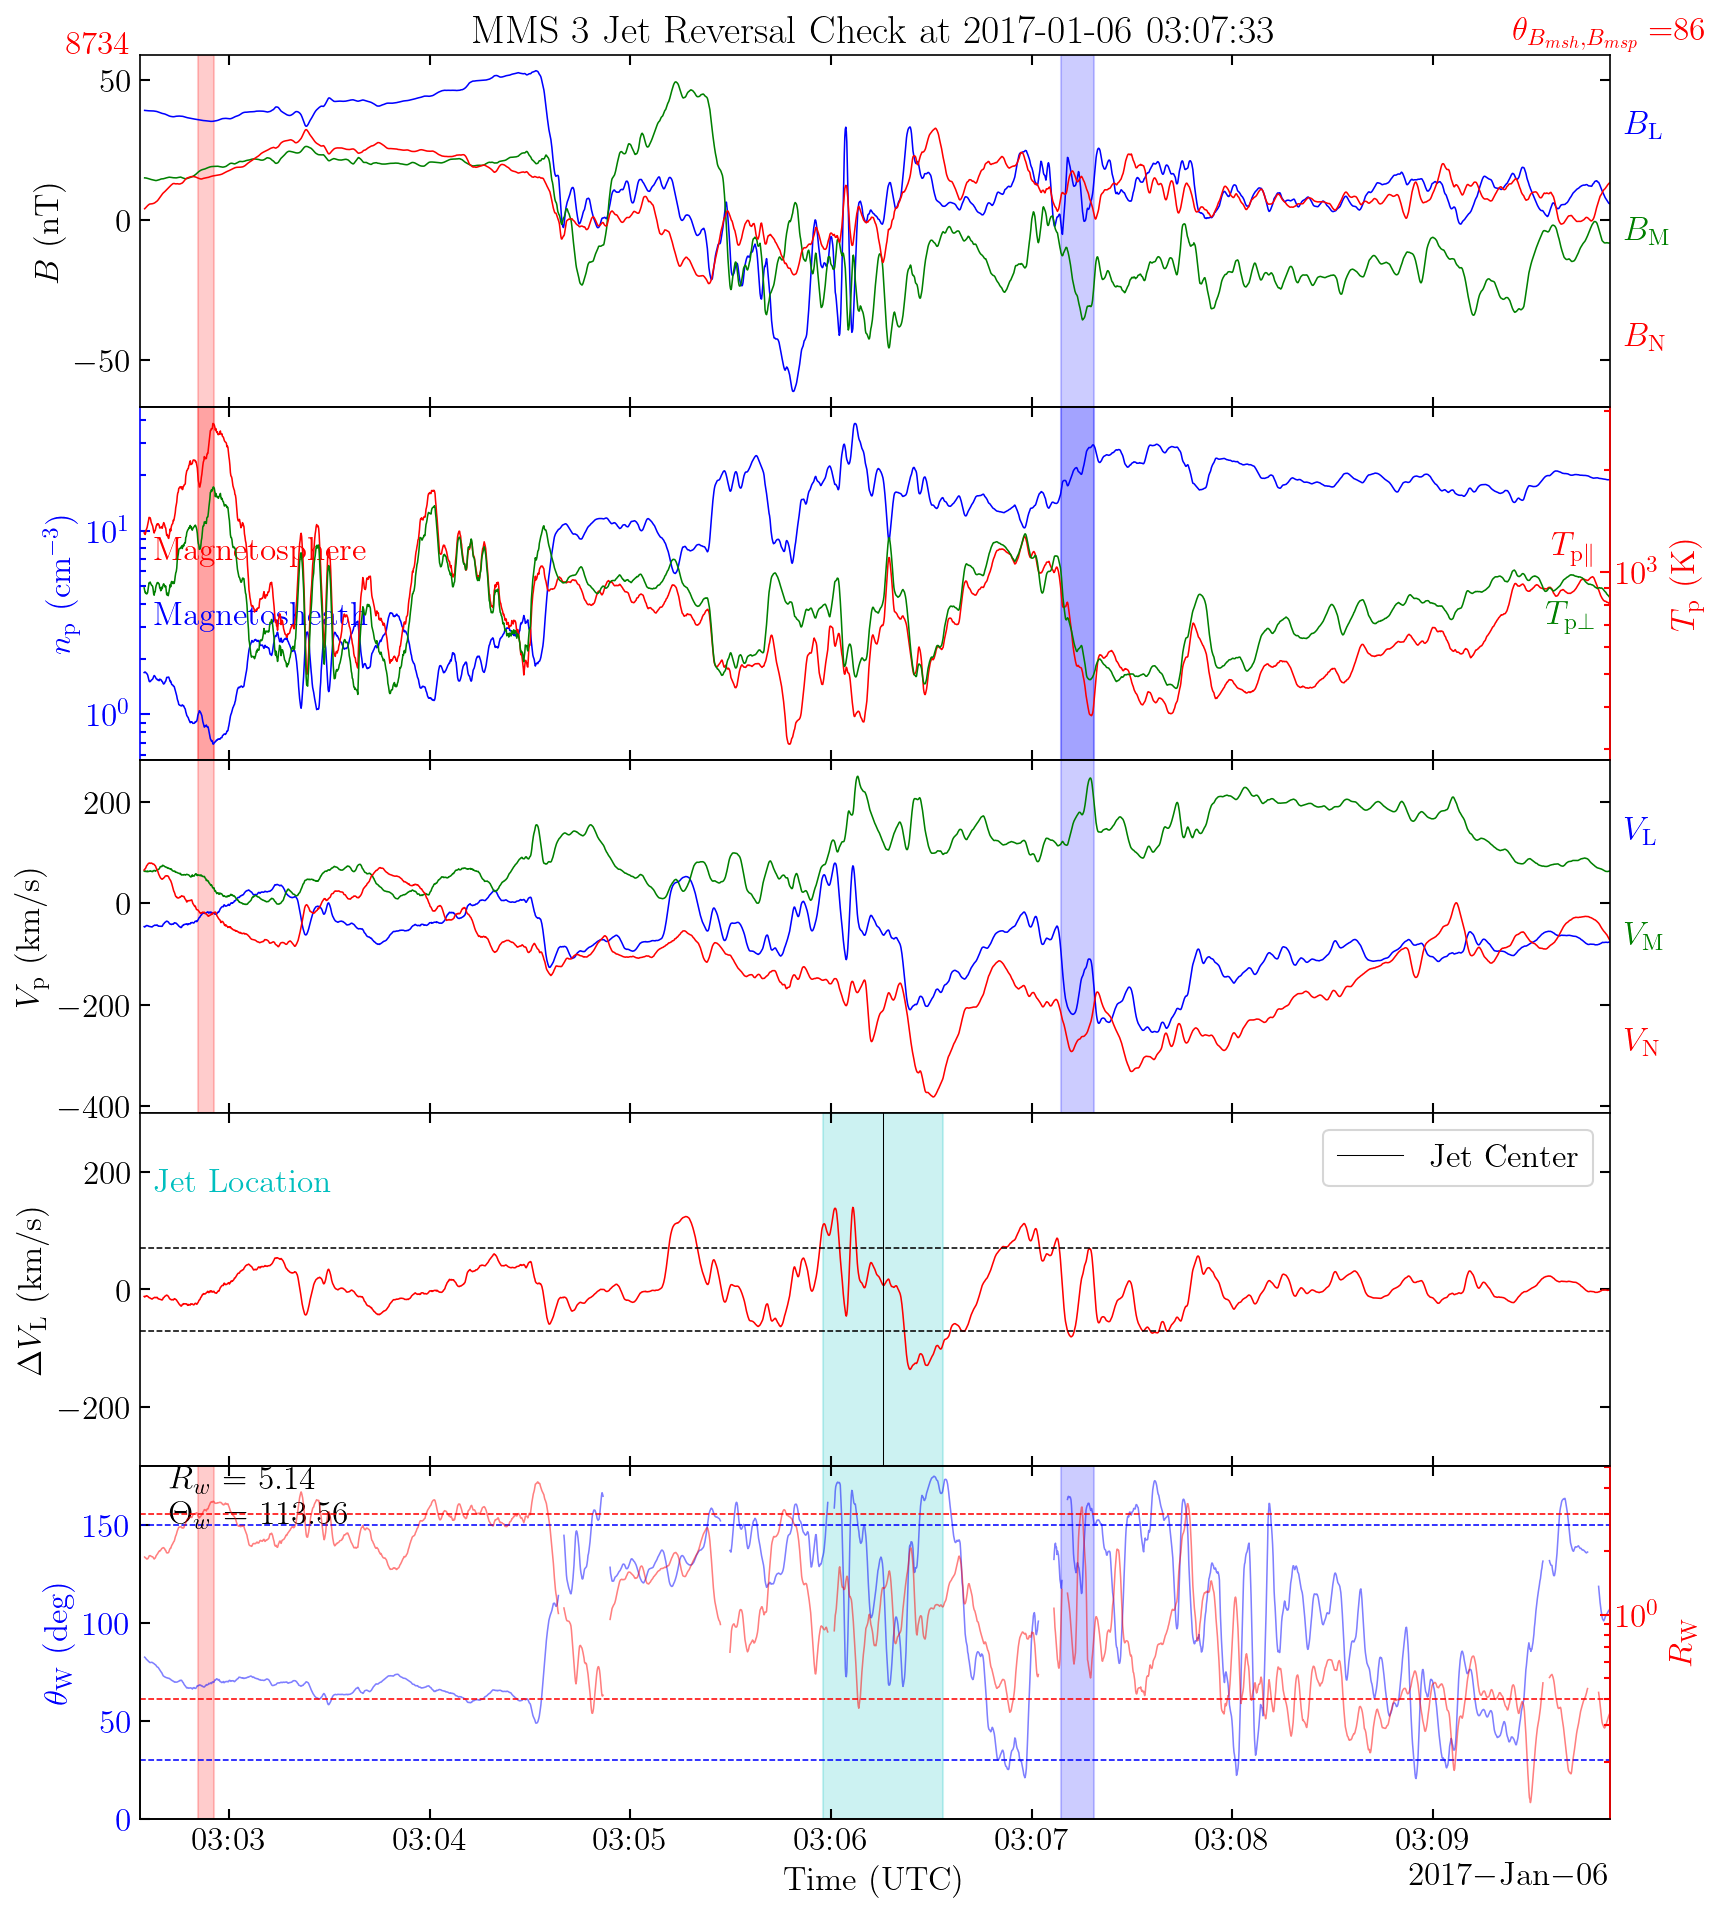 MMS 3 Jet Reversal Check at 2017-01-06 03:07:33
8734
θ_{B_{msh},B_{msp}} =86
50
0
−50
B (nT)
B_L
B_M
B_N
10^1
10^0
n_p (cm^{−3})
Magnetosphere
Magnetosheath
T_{p∥}
T_{p⊥}
10^3
T_p (K)
200
0
−200
−400
V_p (km/s)
V_L
V_M
V_N
Jet Location
Jet Center
200
0
−200
ΔV_L (km/s)
R_w = 5.14
Θ_w = 113.56
150
100
50
0
θ_W (deg)
10^0
R_W
03:03 03:04 03:05 03:06 03:07 03:08 03:09
Time (UTC)
2017−Jan−06